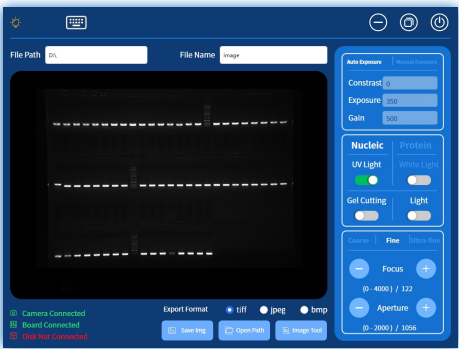 File Path D:\, File Name image
Auto Exposure Manual Exposure
Constrast 0
Exposure 350
Gain 500
Nucleic Protein
UV Light White Light
Gel Cutting Light
Coarse Fine Ultra-fine
Focus
(0 - 4000) / 122
Aperture
(0 - 2000) / 1056
Camera Connected
Board Connected
Disk Not Connected
Export Format tiff Jpeg bmp
Save Img Open Path Image Tool